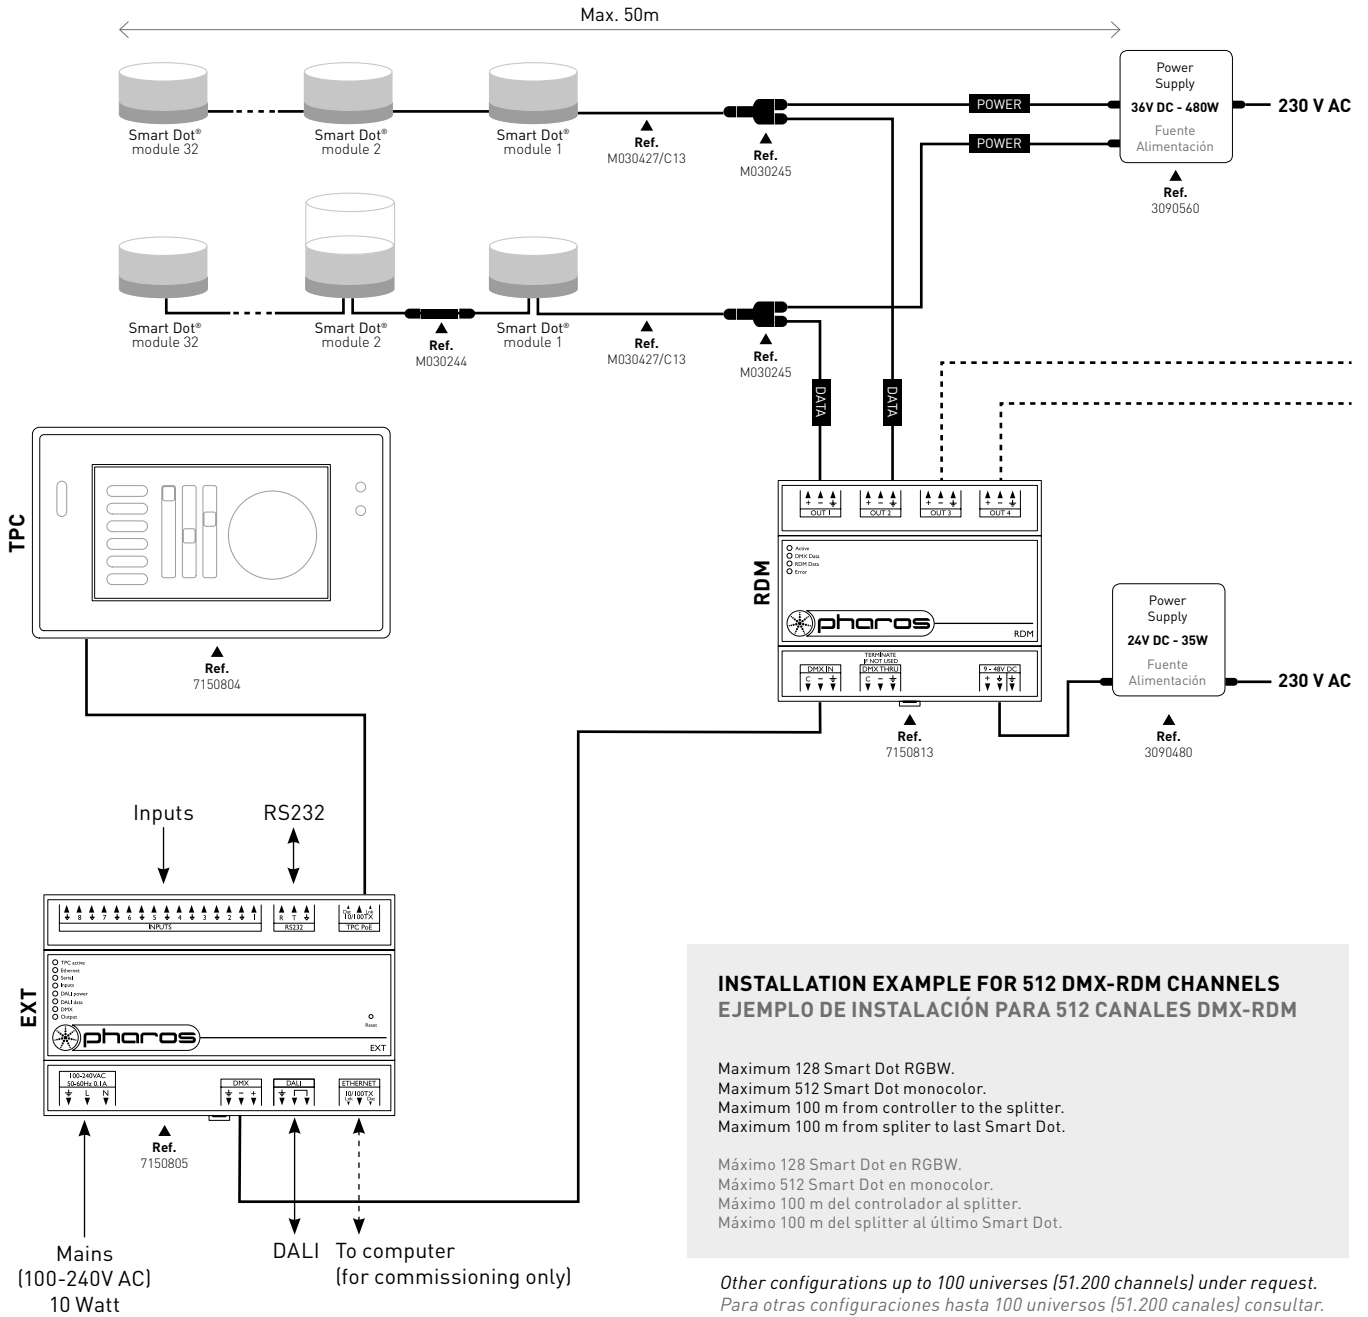 Max. 50m
Smart Dot®
module 32
Smart Dot®
module 2
Smart Dot®
module 1
Ref.
M030427/C13
Ref.
M030245
POWER
POWER
Power
Supply
36V DC - 480W
Fuente
Alimentación
230 V AC
Ref.
3090560
Smart Dot®
module 32
Smart Dot®
module 2
Ref.
M030244
Smart Dot®
module 1
Ref.
M030427/C13
Ref.
M030245
DATA
DATA
TPC
Ref.
7150804
RDM
+ -
OUT 1
+ -
OUT 2
+ -
OUT 3
+ -
OUT 4
Active
DMX Data
RDM Data
Error
pharos
RDM
DMX IN
C -
TERMINATE
IF NOT USED
DMX THRU
C -
9 - 48V DC
+
Ref.
7150813
Power
Supply
24V DC - 35W
Fuente
Alimentación
230 V AC
Ref.
3090480
Inputs
RS232
EXT
8 7 6 5 4 3 2 1
INPUTS
R T
RS232
10/100TX
TPC PoE
TPC active
Ethernet
Serial
Inputs
DALI power
DALI data
DMX
Output
pharos
Reset
EXT
100-240VAC
50-60Hz 0.1A
L N
DMX
- +
DALI
ETHERNET
10/100TX
Ref.
7150805
Mains
(100-240V AC)
10 Watt
DALI
To computer
(for commissioning only)
INSTALLATION EXAMPLE FOR 512 DMX-RDM CHANNELS
EJEMPLO DE INSTALACIÓN PARA 512 CANALES DMX-RDM
Maximum 128 Smart Dot RGBW.
Maximum 512 Smart Dot monocolor.
Maximum 100 m from controller to the splitter.
Maximum 100 m from spliter to last Smart Dot.
Máximo 128 Smart Dot en RGBW.
Máximo 512 Smart Dot en monocolor.
Máximo 100 m del controlador al splitter.
Máximo 100 m del splitter al último Smart Dot.
Other configurations up to 100 universes (51.200 channels) under request.
Para otras configuraciones hasta 100 universos (51.200 canales) consultar.